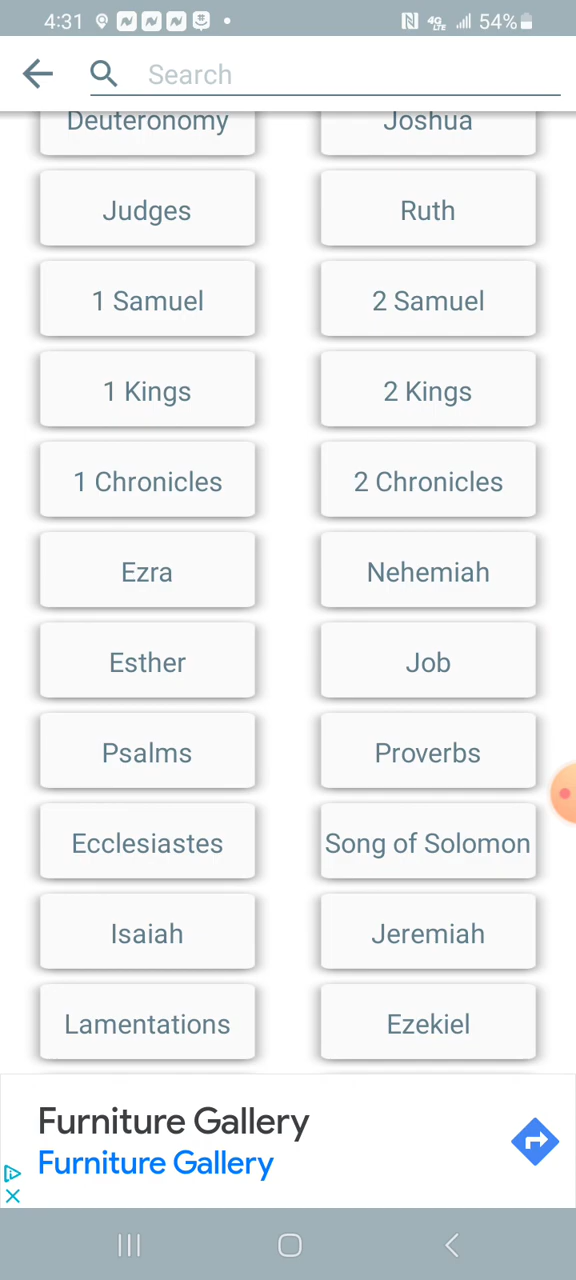 4:31 4G LTE 54%
Search
Deuteronomy Joshua
Judges Ruth
1 Samuel 2 Samuel
1 Kings 2 Kings
1 Chronicles 2 Chronicles
Ezra Nehemiah
Esther Job
Psalms Proverbs
Ecclesiastes Song of Solomon
Isaiah Jeremiah
Lamentations Ezekiel
Furniture Gallery
Furniture Gallery